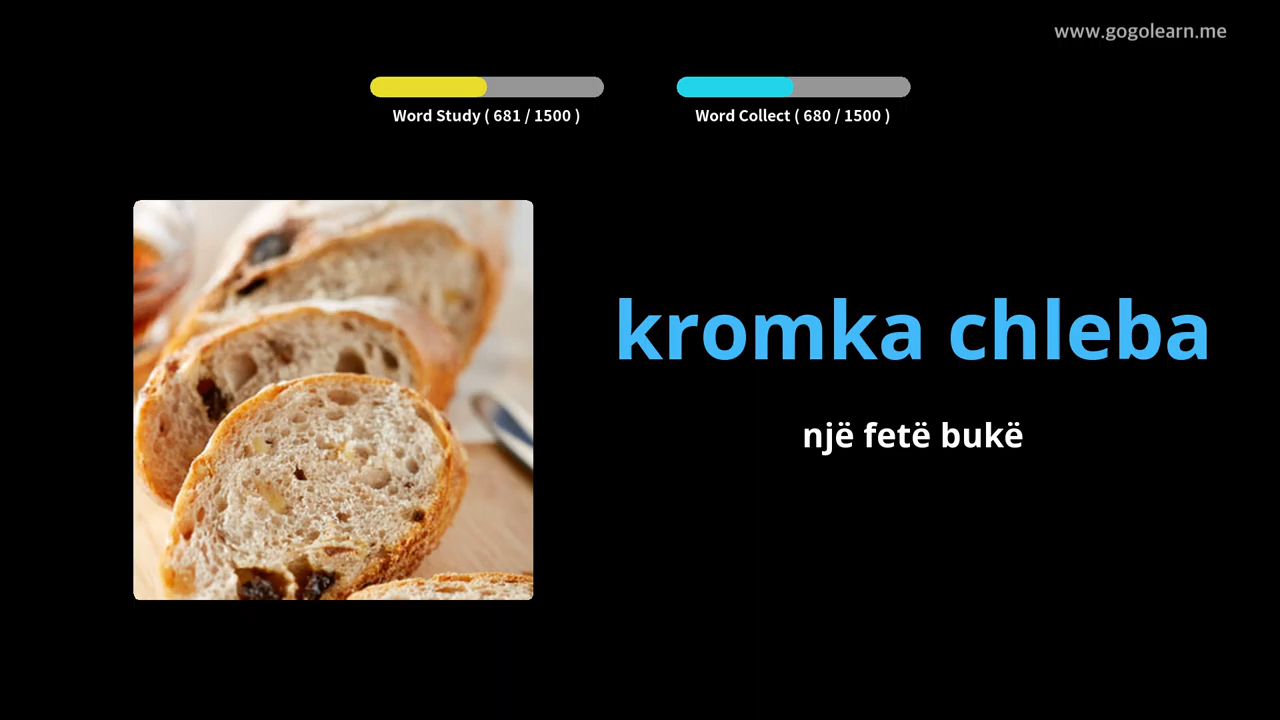 www.gogolearn.me
Word Study ( 681 / 1500 )
Word Collect ( 680 / 1500 )
kromka chleba
një fetë bukë